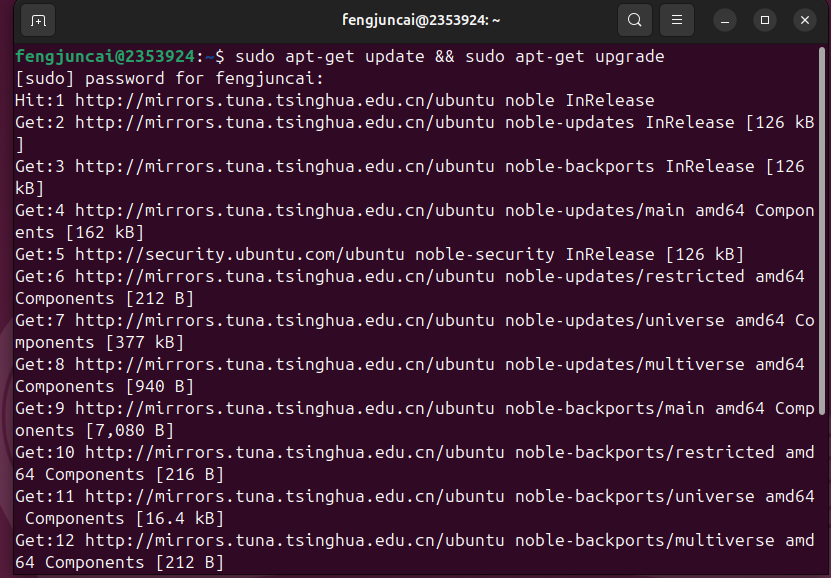 fengjuncai@2353924: ~
fengjuncai@2353924:~$ sudo apt-get update && sudo apt-get upgrade
[sudo] password for fengjuncai:
Hit:1 http://mirrors.tuna.tsinghua.edu.cn/ubuntu noble InRelease
Get:2 http://mirrors.tuna.tsinghua.edu.cn/ubuntu noble-updates InRelease [126 kB
]
Get:3 http://mirrors.tuna.tsinghua.edu.cn/ubuntu noble-backports InRelease [126
kB]
Get:4 http://mirrors.tuna.tsinghua.edu.cn/ubuntu noble-updates/main amd64 Compon
ents [162 kB]
Get:5 http://security.ubuntu.com/ubuntu noble-security InRelease [126 kB]
Get:6 http://mirrors.tuna.tsinghua.edu.cn/ubuntu noble-updates/restricted amd64
Components [212 B]
Get:7 http://mirrors.tuna.tsinghua.edu.cn/ubuntu noble-updates/universe amd64 Co
mponents [377 kB]
Get:8 http://mirrors.tuna.tsinghua.edu.cn/ubuntu noble-updates/multiverse amd64
Components [940 B]
Get:9 http://mirrors.tuna.tsinghua.edu.cn/ubuntu noble-backports/main amd64 Comp
onents [7,080 B]
Get:10 http://mirrors.tuna.tsinghua.edu.cn/ubuntu noble-backports/restricted amd
64 Components [216 B]
Get:11 http://mirrors.tuna.tsinghua.edu.cn/ubuntu noble-backports/universe amd64
 Components [16.4 kB]
Get:12 http://mirrors.tuna.tsinghua.edu.cn/ubuntu noble-backports/multiverse amd
64 Components [212 B]